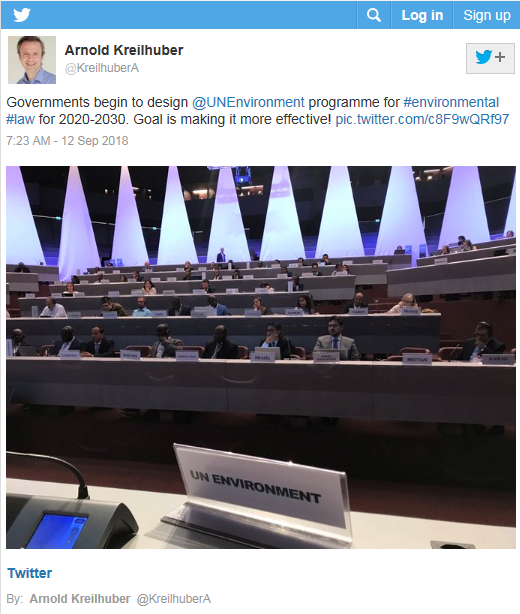 Log in
Sign up
Arnold Kreilhuber
@KreilhuberA
Governments begin to design @UNEnvironment programme for #environmental
#law for 2020-2030. Goal is making it more effective! pic.twitter.com/c8F9wQRf97
7:23 AM - 12 Sep 2018
BRAZIL
BHUTAN
UN ENVIRONMENT
Twitter
By: Arnold Kreilhuber @KreilhuberA